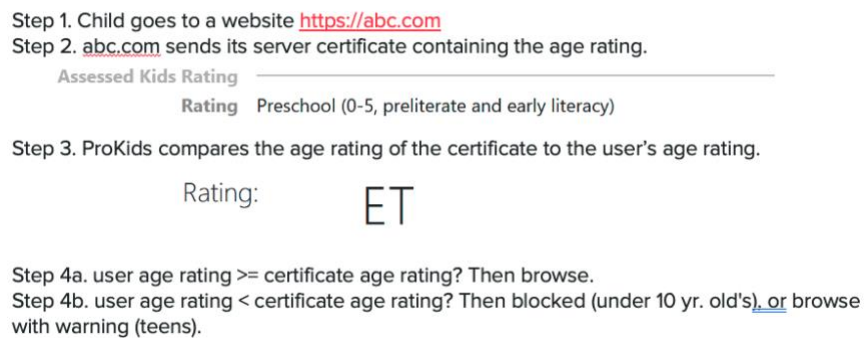 Step 1. Child goes to a website https://abc.com
Step 2. abc.com sends its server certificate containing the age rating.
Assessed Kids Rating
Rating Preschool (0-5, preliterate and early literacy)
Step 3. ProKids compares the age rating of the certificate to the user's age rating.
Rating: ET
Step 4a. user age rating >= certificate age rating? Then browse.
Step 4b. user age rating < certificate age rating? Then blocked (under 10 yr. old's), or browse
with warning (teens).